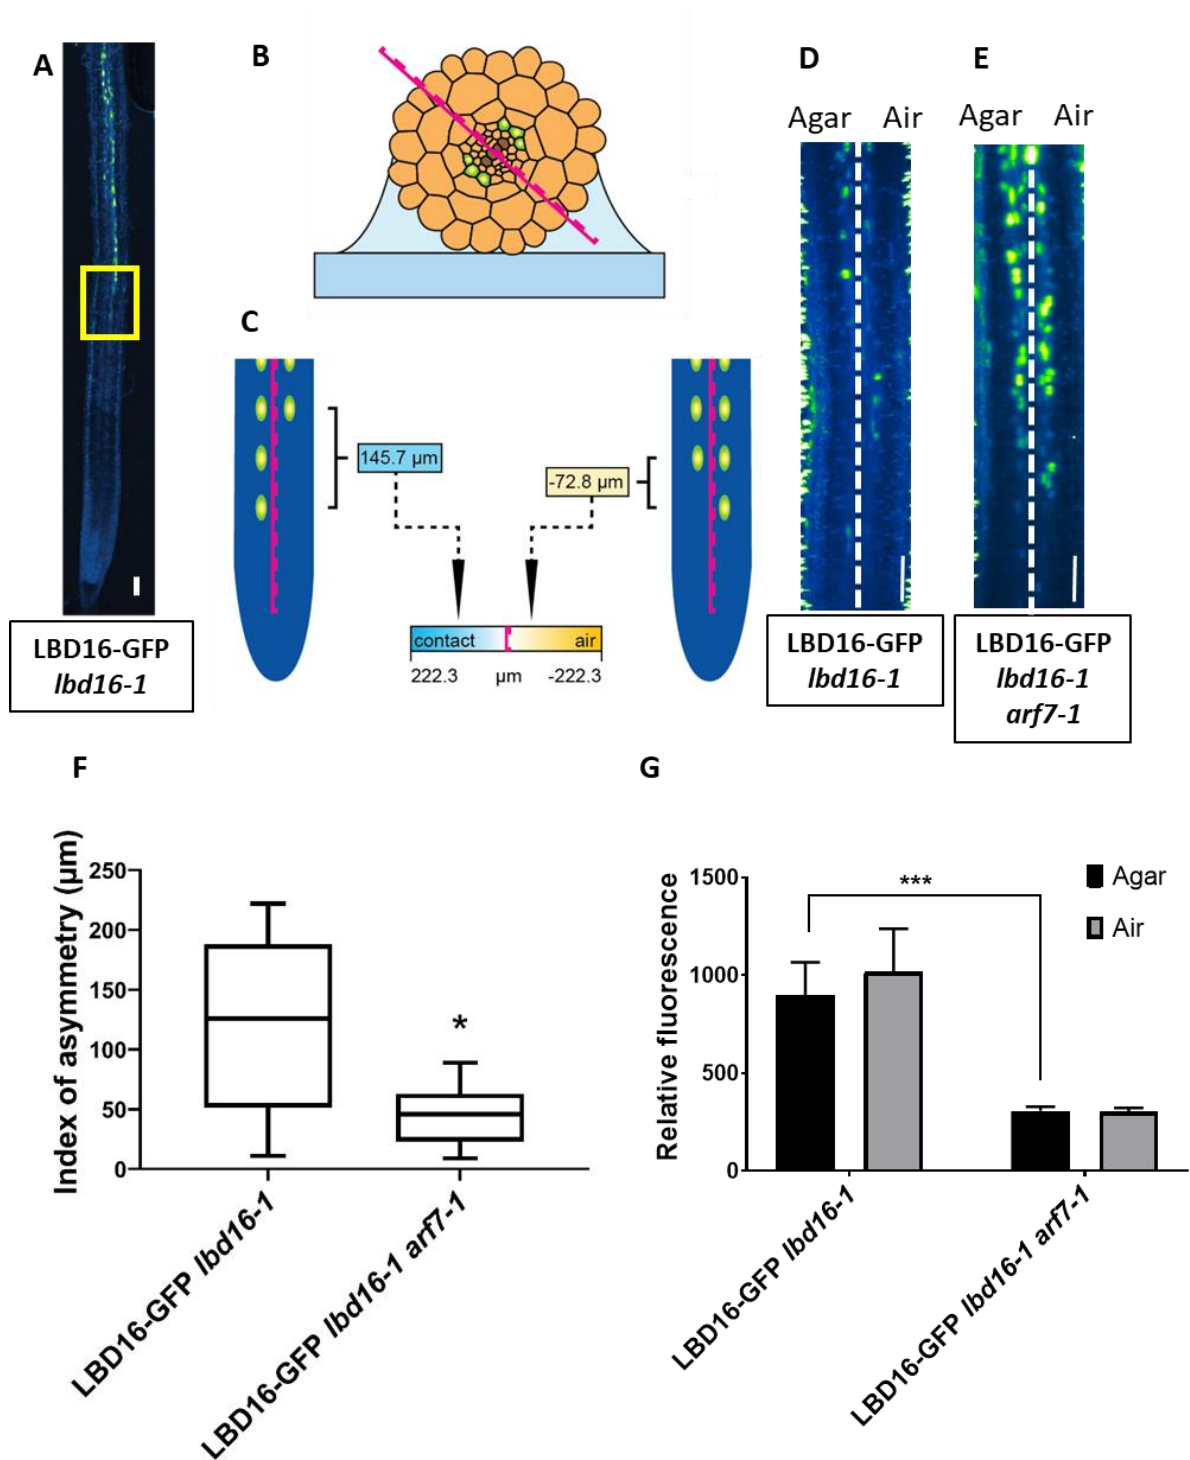 A
B
D
E
Agar
Air
Agar
Air
C
145.7 µm
-72.8 µm
contact
air
222.3
µm
-222.3
LBD16-GFP
lbd16-1
LBD16-GFP
lbd16-1
LBD16-GFP
lbd16-1
arf7-1
F
G
Index of asymmetry (µm)
250
200
150
100
50
0
*
LBD16-GFP lbd16-1
LBD16-GFP lbd16-1 arf7-1
Relative fluorescence
1500
1000
500
0
***
Agar
Air
LBD16-GFP lbd16-1
LBD16-GFP lbd16-1 arf7-1